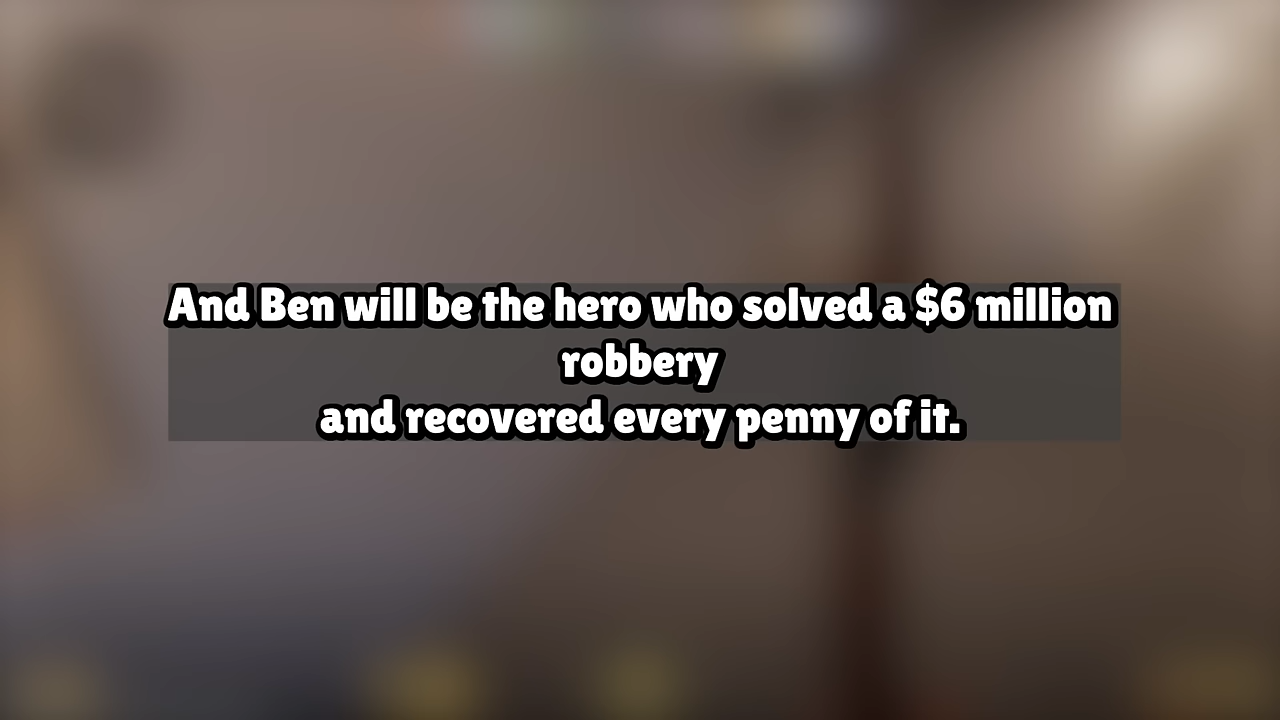 And Ben will be the hero who solved a $6 million
robbery
and recovered every penny of it.